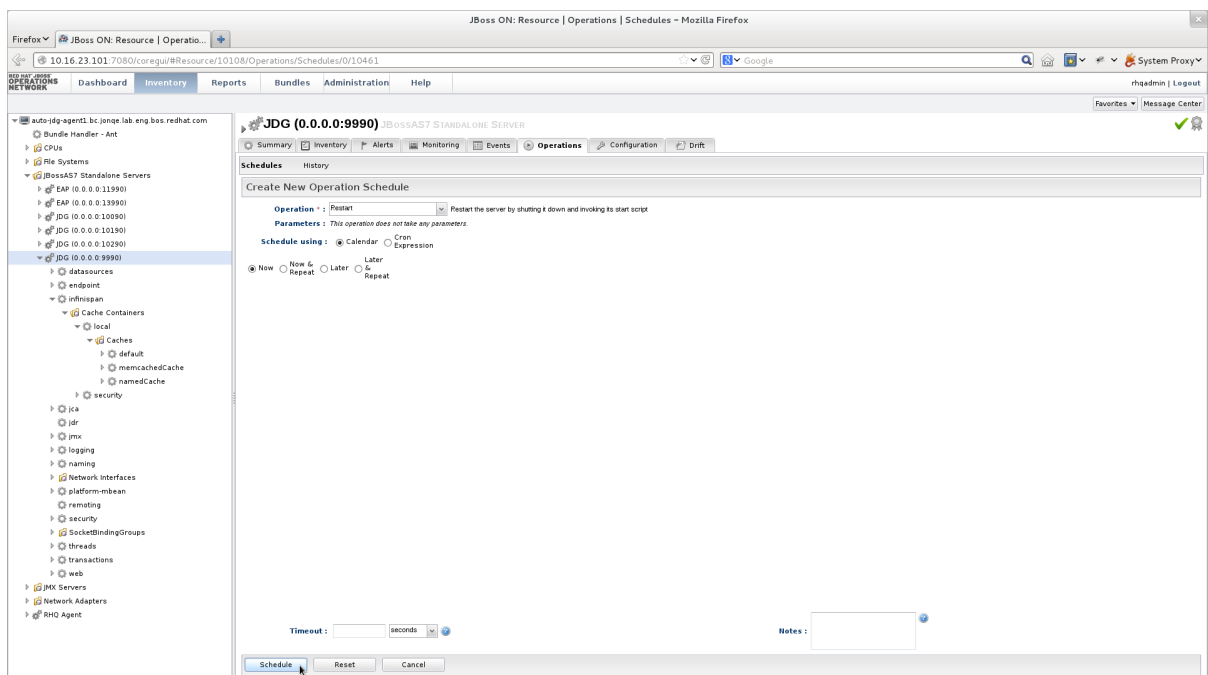 JBoss ON: Resource | Operations | Schedules - Mozilla Firefox
Firefox
JBoss ON: Resource | Operatio...
10.16.23.101:7080/coregui/#Resource/10108/Operations/Schedules/0/10461
Google
System Proxy
RED HAT JBOSS
OPERATIONS
NETWORK
Dashboard Inventory Reports Bundles Administration Help
rhqadmin | Logout
Favorites Message Center
auto-jdg-agent1.bc.jonqe.lab.eng.bos.redhat.com
Bundle Handler - Ant
CPUs
File Systems
JBossAS7 Standalone Servers
EAP (0.0.0.0:11990)
EAP (0.0.0.0:13990)
JDG (0.0.0.0:10090)
JDG (0.0.0.0:10190)
JDG (0.0.0.0:10290)
JDG (0.0.0.0:9990)
datasources
endpoint
infinispan
Cache Containers
local
Caches
default
memcachedCache
namedCache
security
jca
jdr
jmx
logging
naming
Network Interfaces
platform-mbean
remoting
security
SocketBindingGroups
threads
transactions
web
JMX Servers
Network Adapters
RHQ Agent
JDG (0.0.0.0:9990) JBossAS7 Standalone Server
Summary Inventory Alerts Monitoring Events Operations Configuration Drift
Schedules History
Create New Operation Schedule
Operation * : Restart Restart the server by shutting it down and invoking its start script
Parameters : This operation does not take any parameters.
Schedule using : Calendar Cron Expression
Now Now & Repeat Later Later & Repeat
Timeout : seconds Notes :
Schedule Reset Cancel